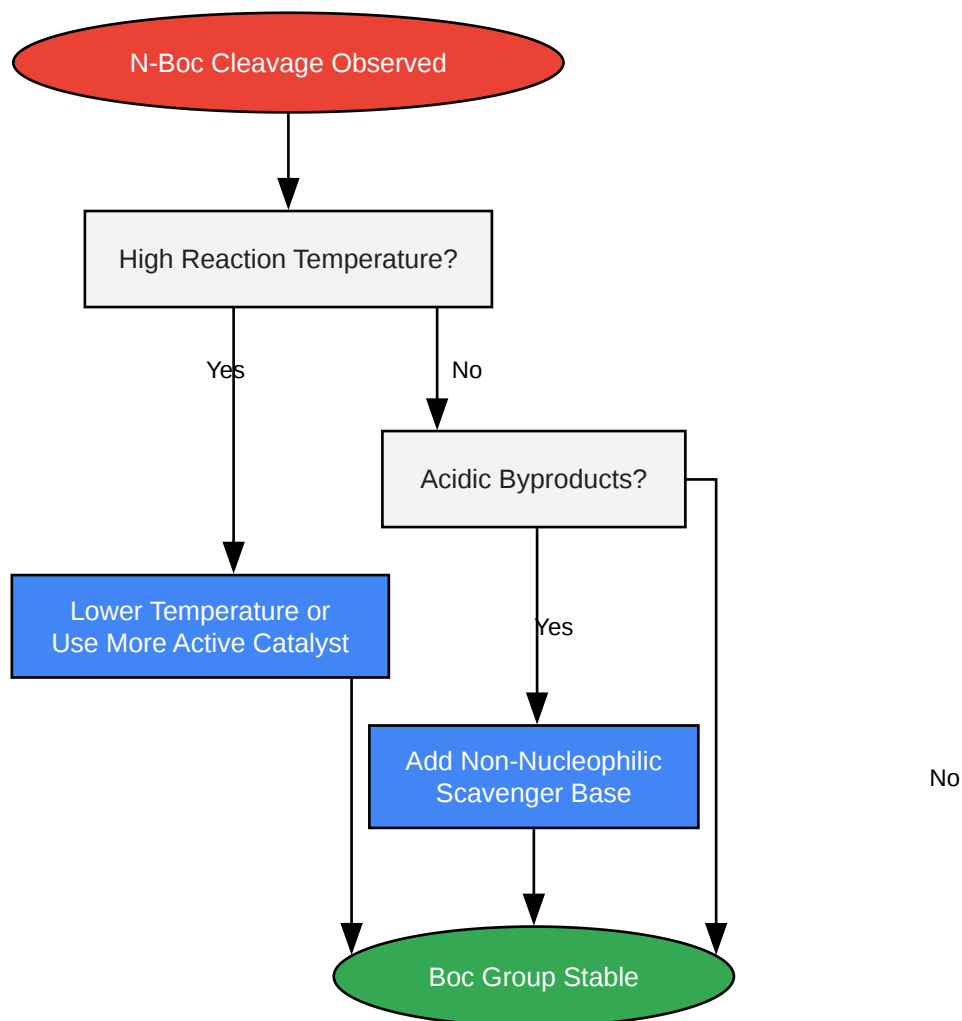 N-Boc Cleavage Observed
High Reaction Temperature?
Yes
No
Acidic Byproducts?
Lower Temperature or
Use More Active Catalyst
Yes
Add Non-Nucleophilic
Scavenger Base
No
Boc Group Stable